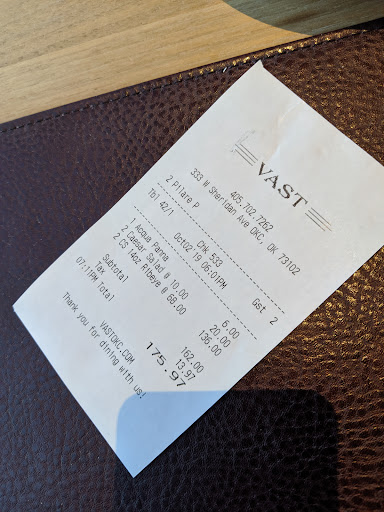 VAST
405.702.7262
333 W Sheridan Ave OKC, OK 73102
2 Pilare P
Tbl 42/1 Chk 533 Gst 2
Oct02'19 06:01PM
1 Acqua Panna 6.00
2 Caesar Salad @ 10.00 20.00
2 CS 14oz Ribeye @ 68.00 136.00
Subtotal 162.00
Tax 13.97
07:11PM Total 175.97
VASTOKC.COM
Thank you for dining with us!